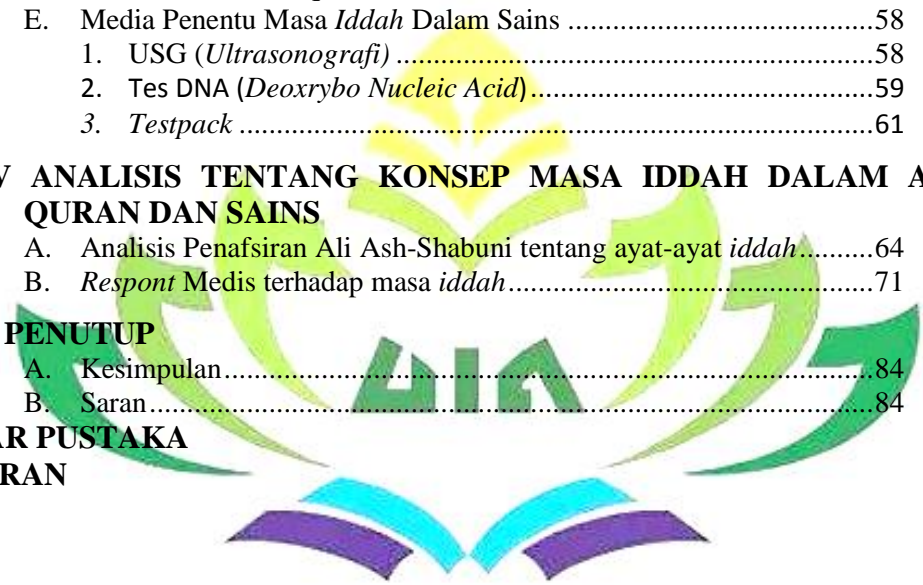 E. Media Penentu Masa Iddah Dalam Sains ............................................58
1. USG (Ultrasonografi) ..................................................................58
2. Tes DNA (Deoxrybo Nucleic Acid)...............................................59
3. Testpack ......................................................................................61
V ANALISIS TENTANG KONSEP MASA IDDAH DALAM A
QURAN DAN SAINS
A. Analisis Penafsiran Ali Ash-Shabuni tentang ayat-ayat iddah..........64
B. Respont Medis terhadap masa iddah..................................................71
PENUTUP
A. Kesimpulan.........................................................................................84
B. Saran...................................................................................................84
AR PUSTAKA
RAN
UIN